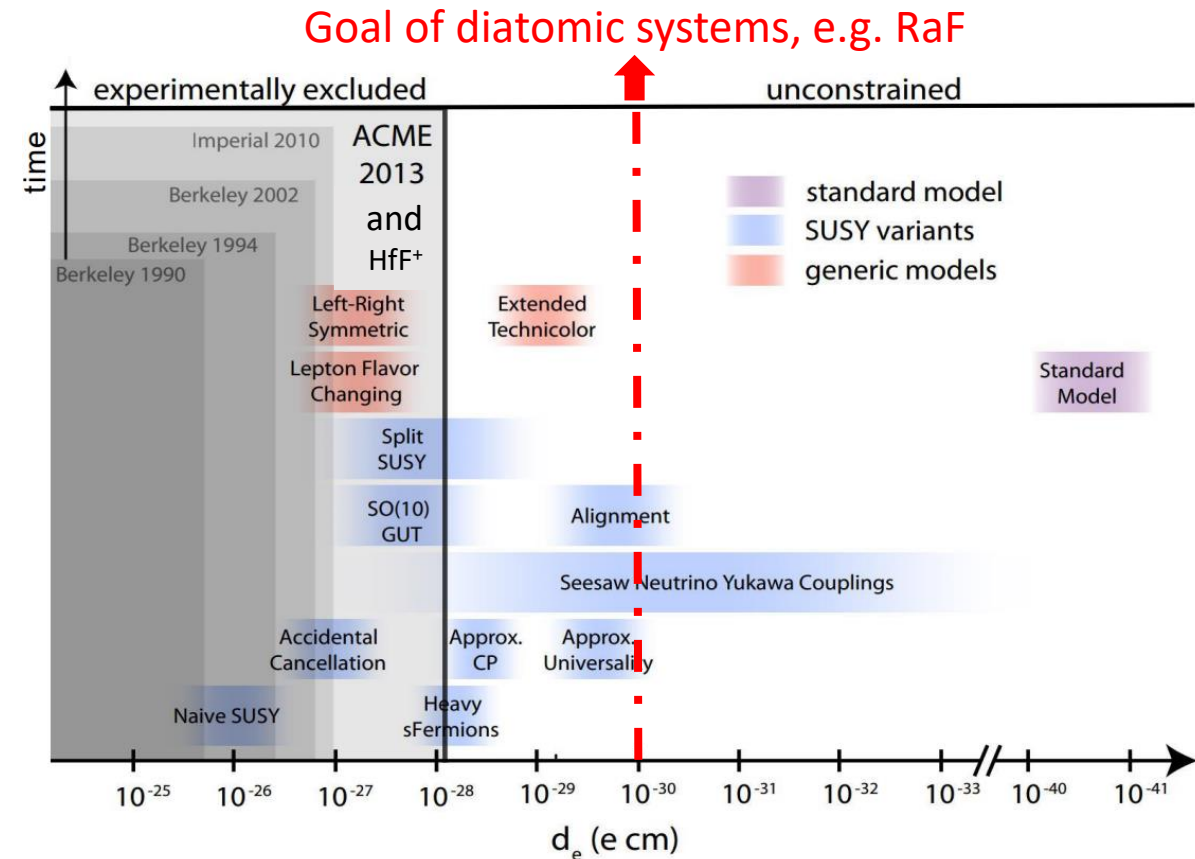 Goal of diatomic systems, e.g. RaF
experimentally excluded
unconstrained
time
Imperial 2010
Berkeley 2002
Berkeley 1994
Berkeley 1990
ACME
2013
and
HfF⁺
standard model
SUSY variants
generic models
Left-Right
Symmetric
Extended
Technicolor
Lepton Flavor
Changing
Standard
Model
Split
SUSY
SO(10)
GUT
Alignment
Seesaw Neutrino Yukawa Couplings
Accidental
Cancellation
Approx.
CP
Approx.
Universality
Naive SUSY
Heavy
sFermions
10⁻²⁵ 10⁻²⁶ 10⁻²⁷ 10⁻²⁸ 10⁻²⁹ 10⁻³⁰ 10⁻³¹ 10⁻³² 10⁻³³ 10⁻⁴⁰ 10⁻⁴¹
dₑ (e cm)